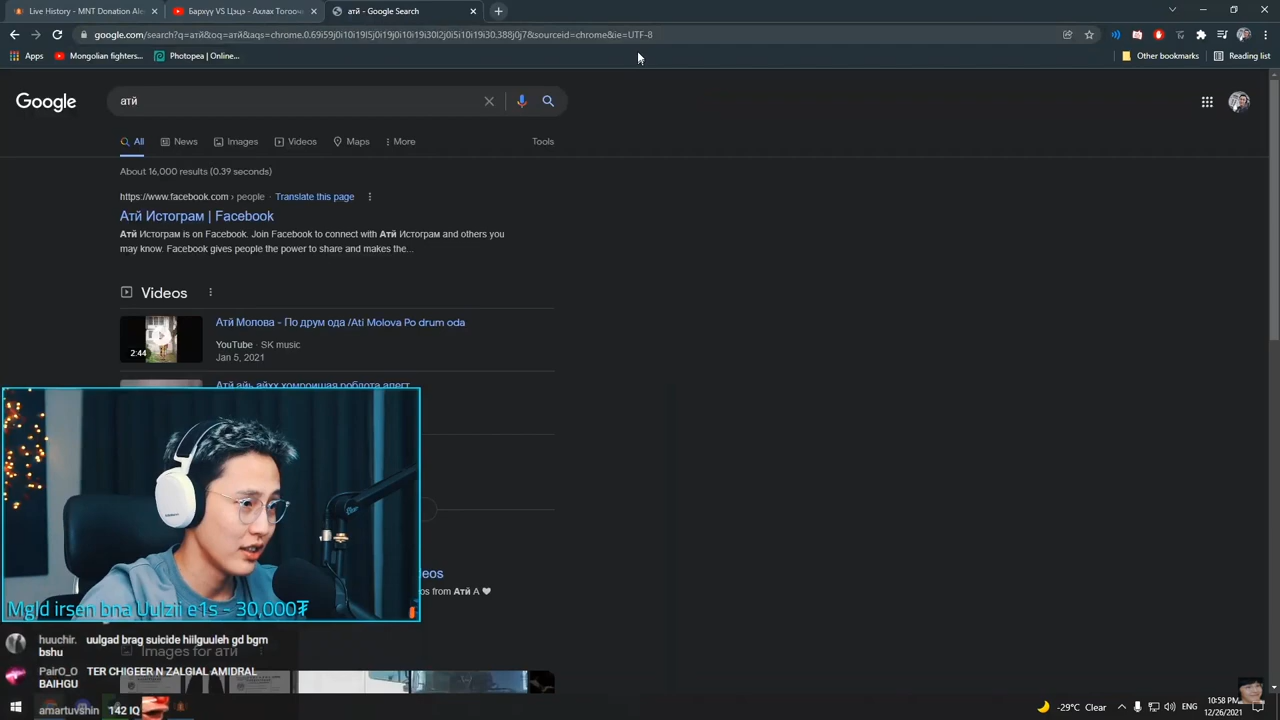 Live History - MNT Donation Ale
Бархүү VS Цэцэ - Ахлах Тогооч
атй - Google Search
google.com/search?q=атй&oq=атй&aqs=chrome.0.69i59j0i10i19l5j0i19j0i10i19i30l2j0i5i10i19i30.388j0j7&sourceid=chrome&ie=UTF-8
Apps
Mongolian fighters...
Photopea | Online...
Other bookmarks
Reading list
Google
атй
All
News
Images
Videos
Maps
More
Tools
About 16,000 results (0.39 seconds)
https://www.facebook.com › people · Translate this page
Атй Истограм | Facebook
Атй Истограм is on Facebook. Join Facebook to connect with Атй Истограм and others you
may know. Facebook gives people the power to share and makes the...
Videos
Атй Молова - По друм ода /Ati Molova Po drum oda
2:44
YouTube · SK music
Jan 5, 2021
eos
os from Атй А ♥
Mgld irsen bna Uulzii e1s - 30,000₮
huuchir.
uulgad brag suicide hiilguuleh gd bgm
bshu
Images for атй
PairO_O
TER CHIGEER N ZALGIAL AMIDRAL
BAIHGU
amartuvshin
142 IQ
-29°C Clear
ENG
10:58 PM
12/26/2021